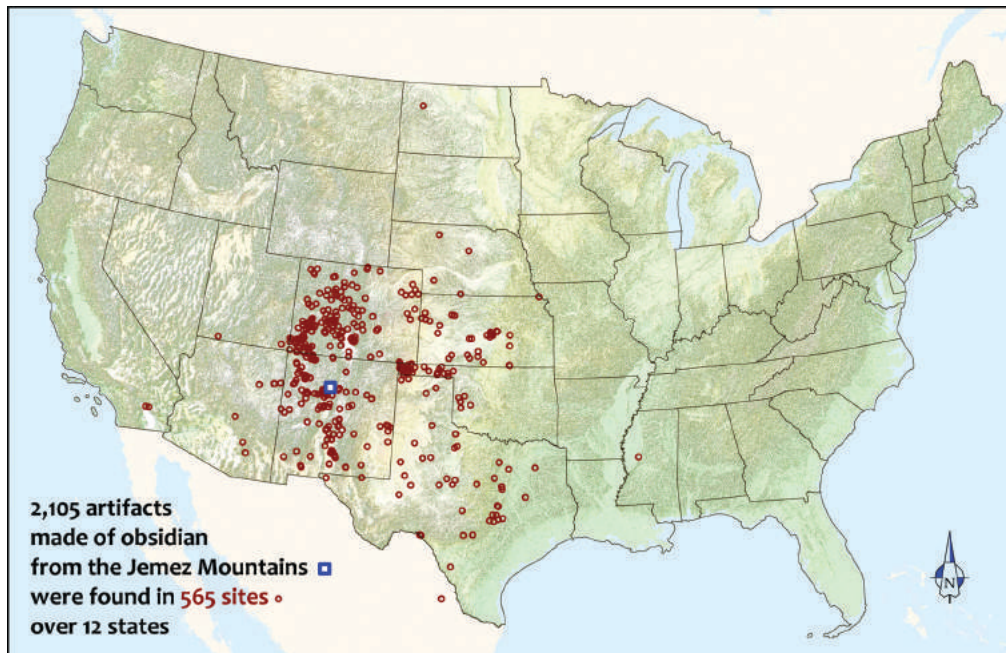 2,105 artifacts
made of obsidian
from the Jemez Mountains
were found in 565 sites
over 12 states
N